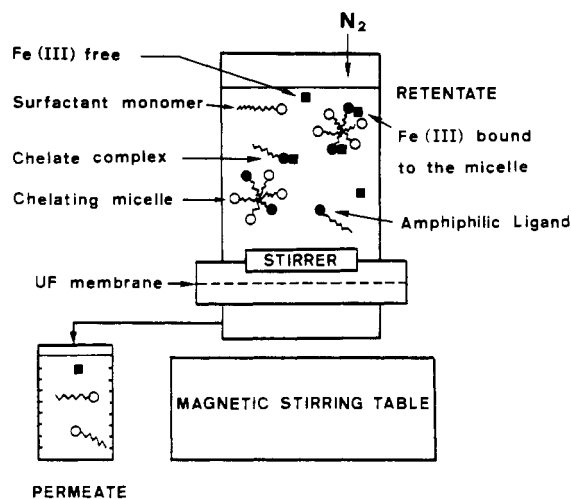 N2
Fe (III) free
Surfactant monomer
RETENTATE
Fe (III) bound
to the micelle
Chelate complex
Chelating micelle
Amphiphilic Ligand
STIRRER
UF membrane
MAGNETIC STIRRING TABLE
PERMEATE